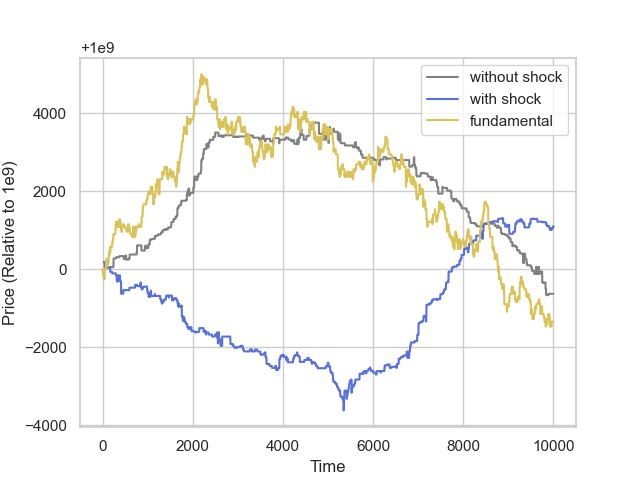 +1e9
without shock
with shock
fundamental
4000
2000
0
−2000
−4000
Price (Relative to 1e9)
0 2000 4000 6000 8000 10000
Time